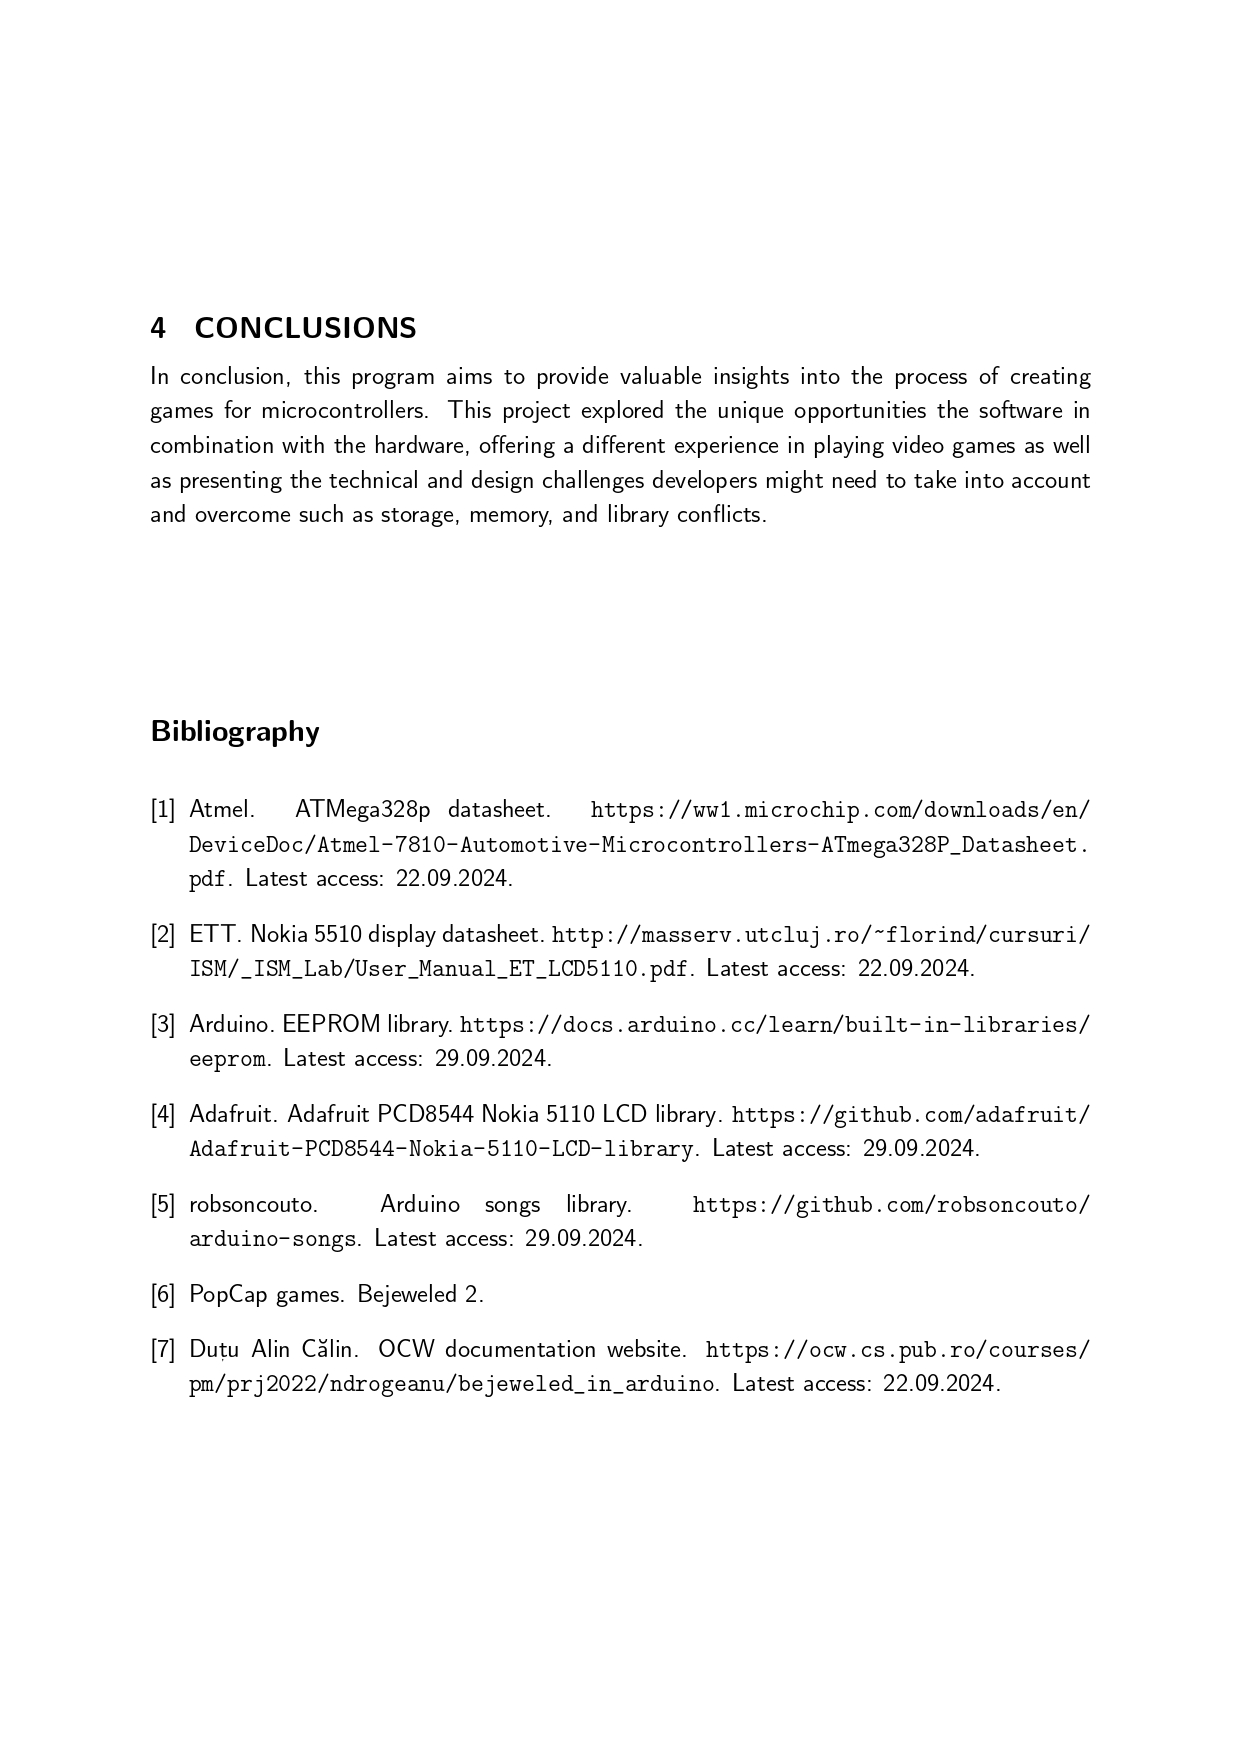 4 CONCLUSIONS
In conclusion, this program aims to provide valuable insights into the process of creating
games for microcontrollers. This project explored the unique opportunities the software in
combination with the hardware, offering a different experience in playing video games as well
as presenting the technical and design challenges developers might need to take into account
and overcome such as storage, memory, and library conflicts.
Bibliography
[1] Atmel. ATMega328p datasheet. https://ww1.microchip.com/downloads/en/
DeviceDoc/Atmel-7810-Automotive-Microcontrollers-ATmega328P_Datasheet.
pdf. Latest access: 22.09.2024.
[2] ETT. Nokia 5510 display datasheet. http://masserv.utcluj.ro/~florind/cursuri/
ISM/_ISM_Lab/User_Manual_ET_LCD5110.pdf. Latest access: 22.09.2024.
[3] Arduino. EEPROM library. https://docs.arduino.cc/learn/built-in-libraries/
eeprom. Latest access: 29.09.2024.
[4] Adafruit. Adafruit PCD8544 Nokia 5110 LCD library. https://github.com/adafruit/
Adafruit-PCD8544-Nokia-5110-LCD-library. Latest access: 29.09.2024.
[5] robsoncouto. Arduino songs library. https://github.com/robsoncouto/
arduino-songs. Latest access: 29.09.2024.
[6] PopCap games. Bejeweled 2.
[7] Duțu Alin Călin. OCW documentation website. https://ocw.cs.pub.ro/courses/
pm/prj2022/ndrogeanu/bejeweled_in_arduino. Latest access: 22.09.2024.